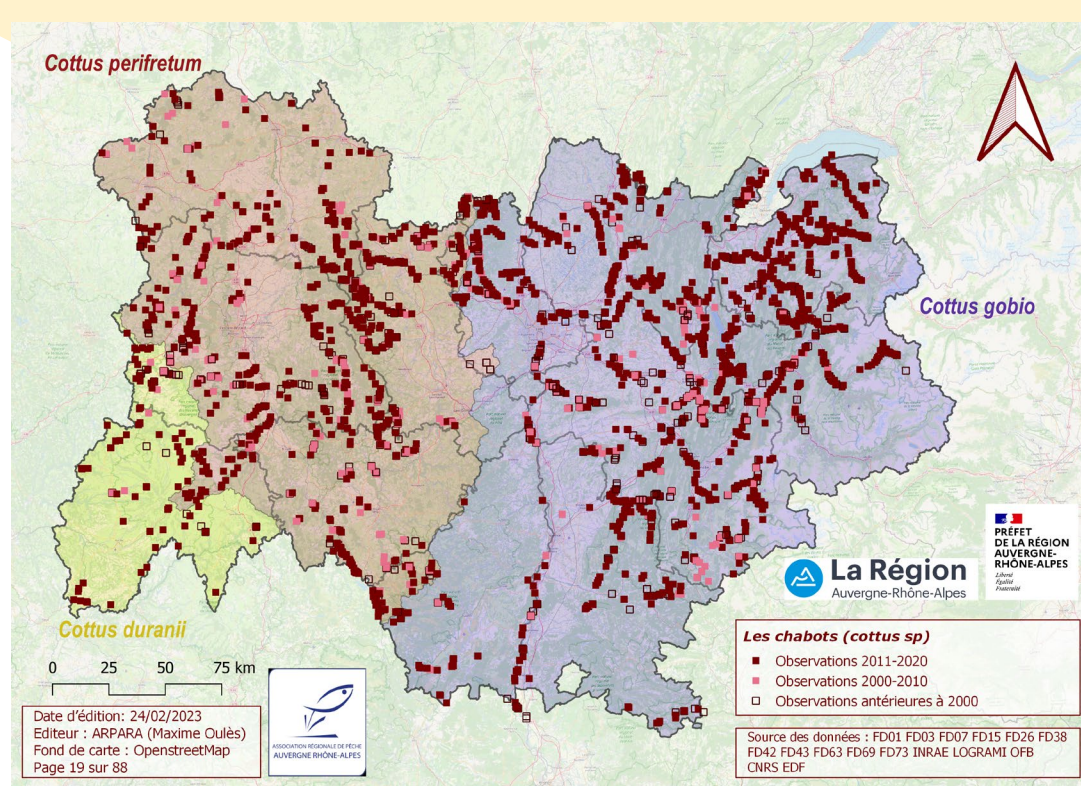 Cottus perifretum
Cottus gobio
Cottus duranii
0 25 50 75 km
Date d'édition: 24/02/2023
Editeur : ARPARA (Maxime Oulès)
Fond de carte : OpenstreetMap
Page 19 sur 88
ASSOCIATION RÉGIONALE DE PÊCHE
AUVERGNE RHÔNE-ALPES
La Région
Auvergne-Rhône-Alpes
PRÉFET
DE LA RÉGION
AUVERGNE-
RHÔNE-ALPES
Liberté
Égalité
Fraternité
Les chabots (cottus sp)
Observations 2011-2020
Observations 2000-2010
Observations antérieures à 2000
Source des données : FD01 FD03 FD07 FD15 FD26 FD38
FD42 FD43 FD63 FD69 FD73 INRAE LOGRAMI OFB
CNRS EDF